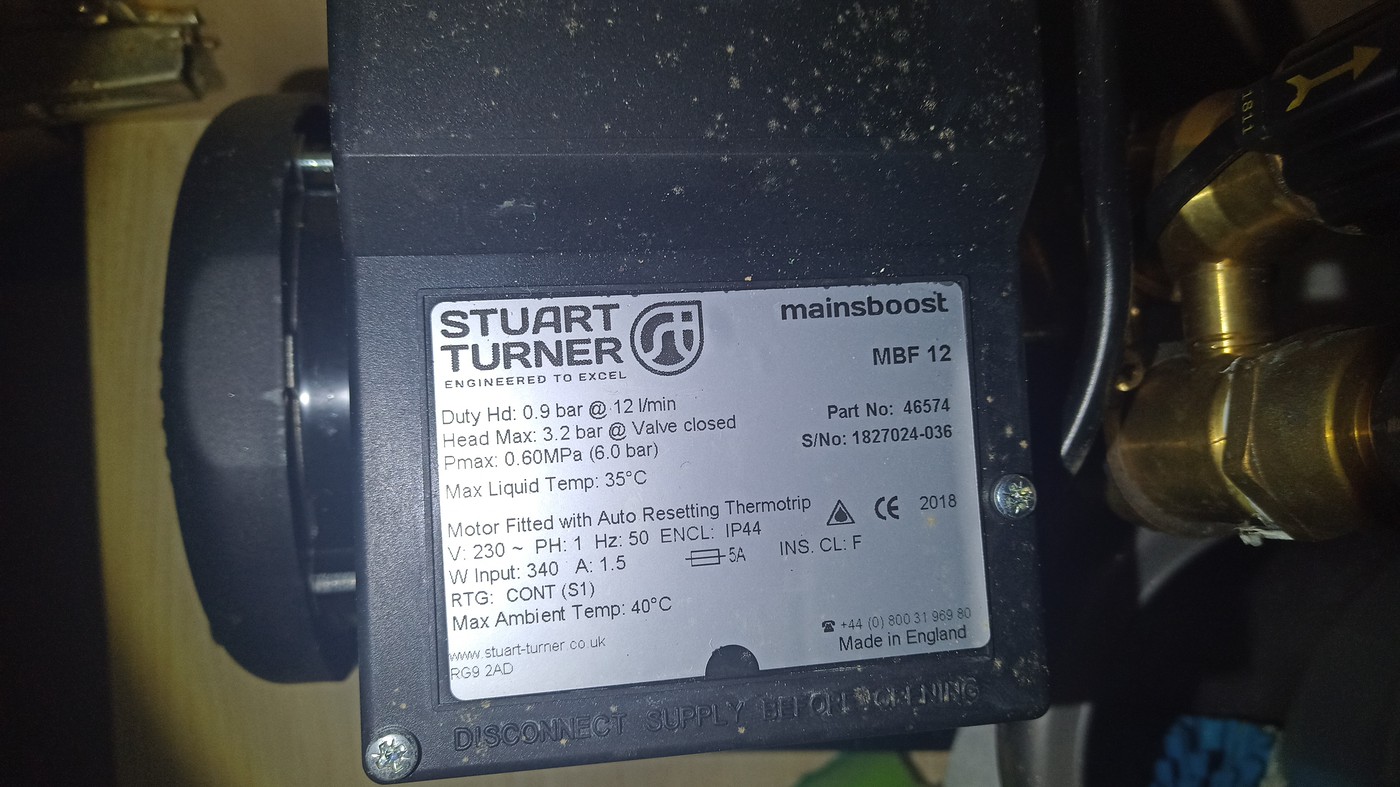 STUART
TURNER
ENGINEERED TO EXCEL
mainsboost
MBF 12
Duty Hd: 0.9 bar @ 12 l/min
Head Max: 3.2 bar @ Valve closed
Pmax: 0.60MPa (6.0 bar)
Max Liquid Temp: 35°C
Part No: 46574
S/No: 1827024-036
Motor Fitted with Auto Resetting Thermotrip
CE 2018
V: 230 ~ PH: 1 Hz: 50 ENCL: IP44
W Input: 340 A: 1.5 5A INS. CL: F
RTG: CONT (S1)
Max Ambient Temp: 40°C
www.stuart-turner.co.uk
RG9 2AD
+44 (0) 800 31 969 80
Made in England
DISCONNECT SUPPLY BEFORE OPENING
1811